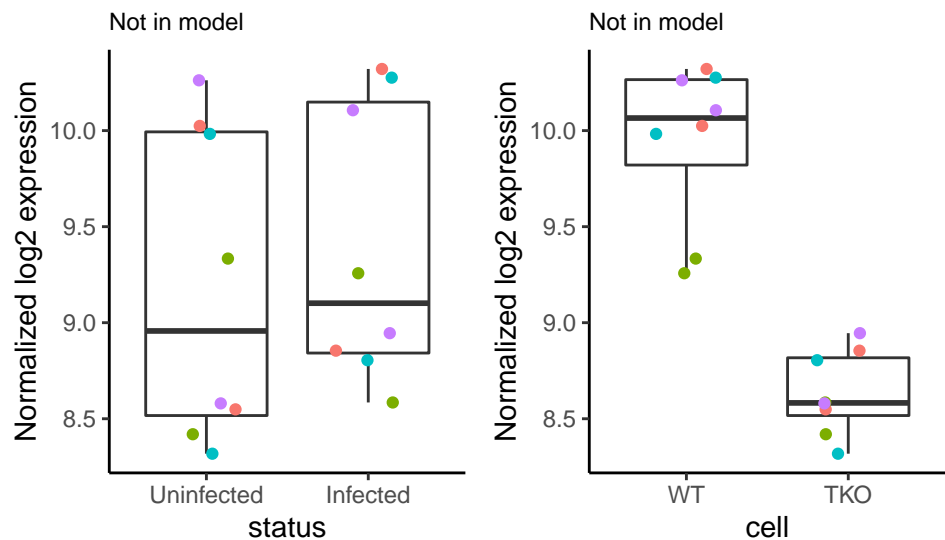 Not in model
Normalized log2 expression
10.0
9.5
9.0
8.5
Uninfected
Infected
status
Not in model
Normalized log2 expression
10.0
9.5
9.0
8.5
WT
TKO
cell